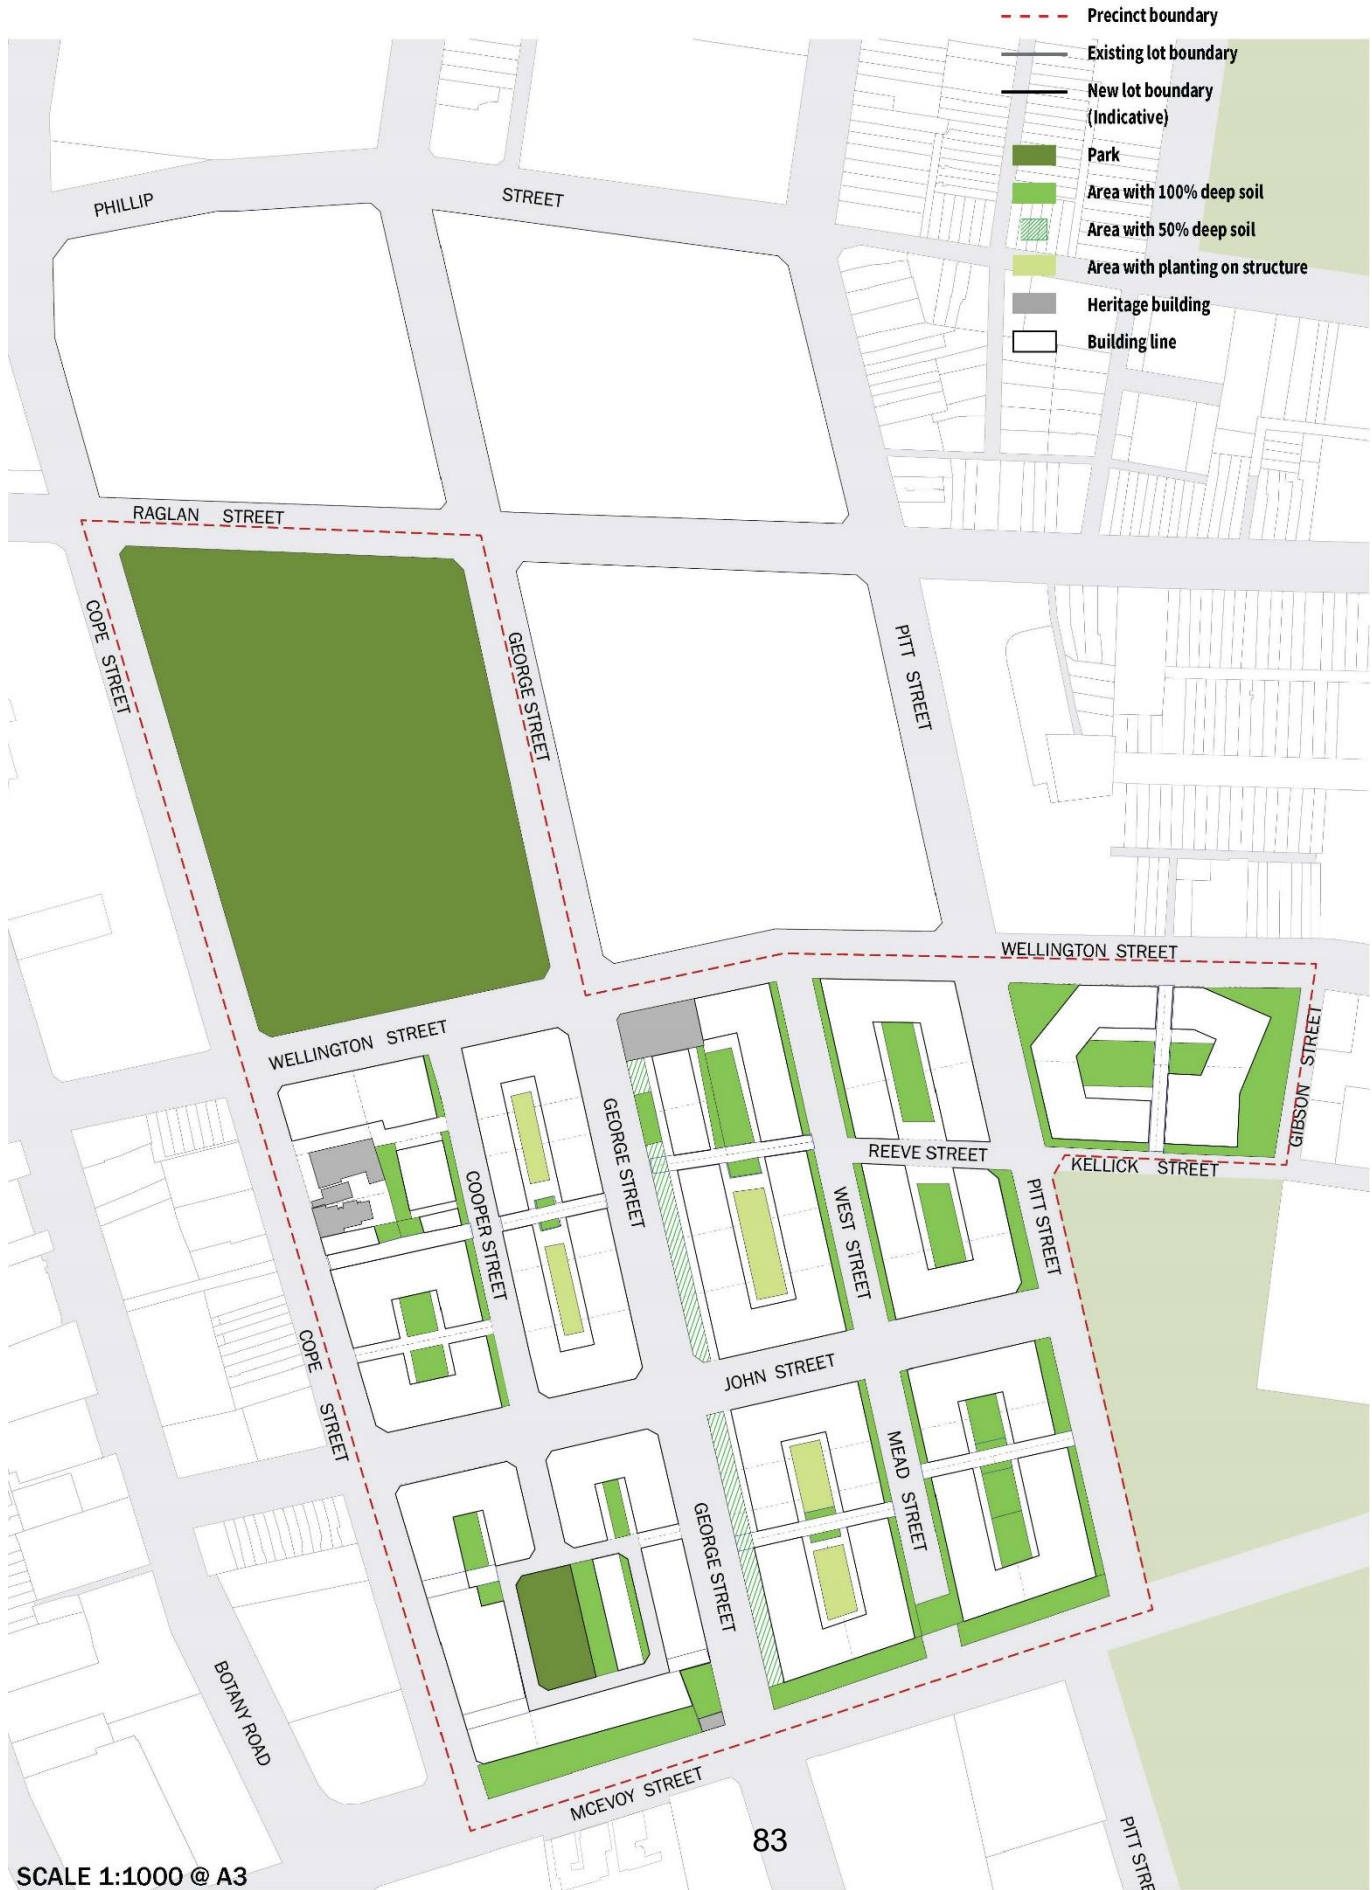 Precinct boundary
Existing lot boundary
New lot boundary
(Indicative)
Park
Area with 100% deep soil
Area with 50% deep soil
Area with planting on structure
Heritage building
Building line
PHILLIP STREET
RAGLAN STREET
COPE STREET
GEORGE STREET
PITT STREET
WELLINGTON STREET
WELLINGTON STREET
GIBSON STREET
GEORGE STREET
REEVE STREET
KELLICK STREET
COOPER STREET
WEST STREET
PITT STREET
COPE STREET
JOHN STREET
MEAD STREET
GEORGE STREET
BOTANY ROAD
MCEVOY STREET
PITT STRE
83
SCALE 1:1000 @ A3